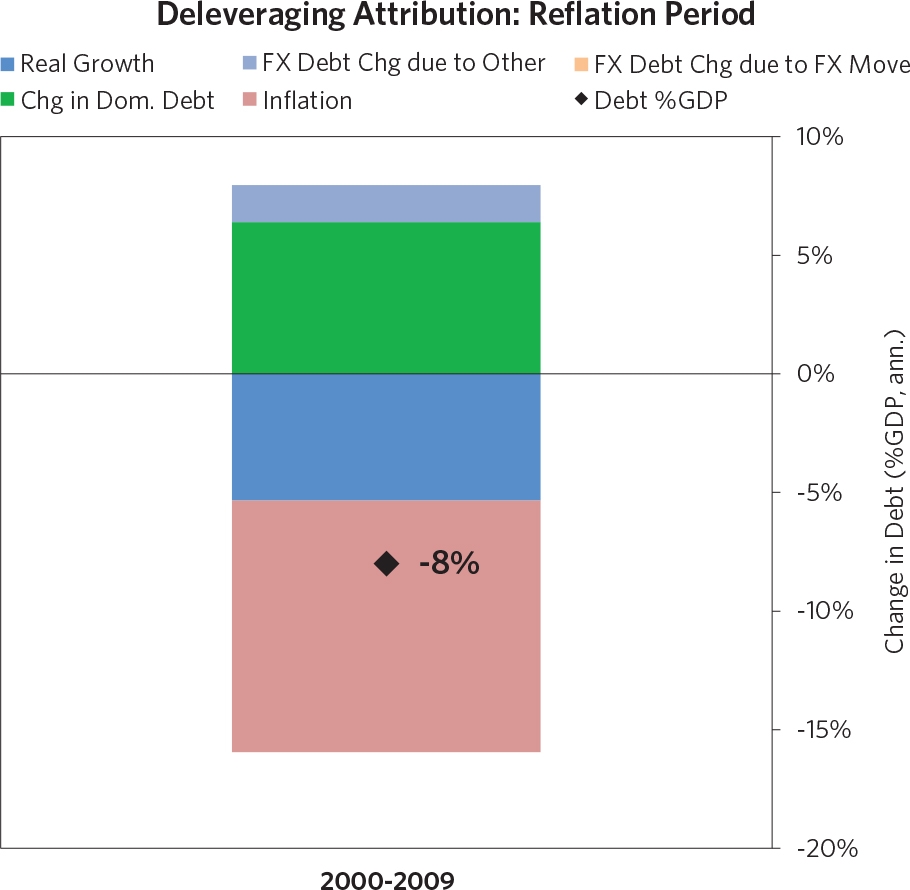 Deleveraging Attribution: Reflation Period
Real Growth
FX Debt Chg due to Other
FX Debt Chg due to FX Move
Chg in Dom. Debt
Inflation
Debt %GDP
10%
5%
0%
-5%
-10%
-15%
-20%
Change in Debt (%GDP, ann.)
-8%
2000-2009